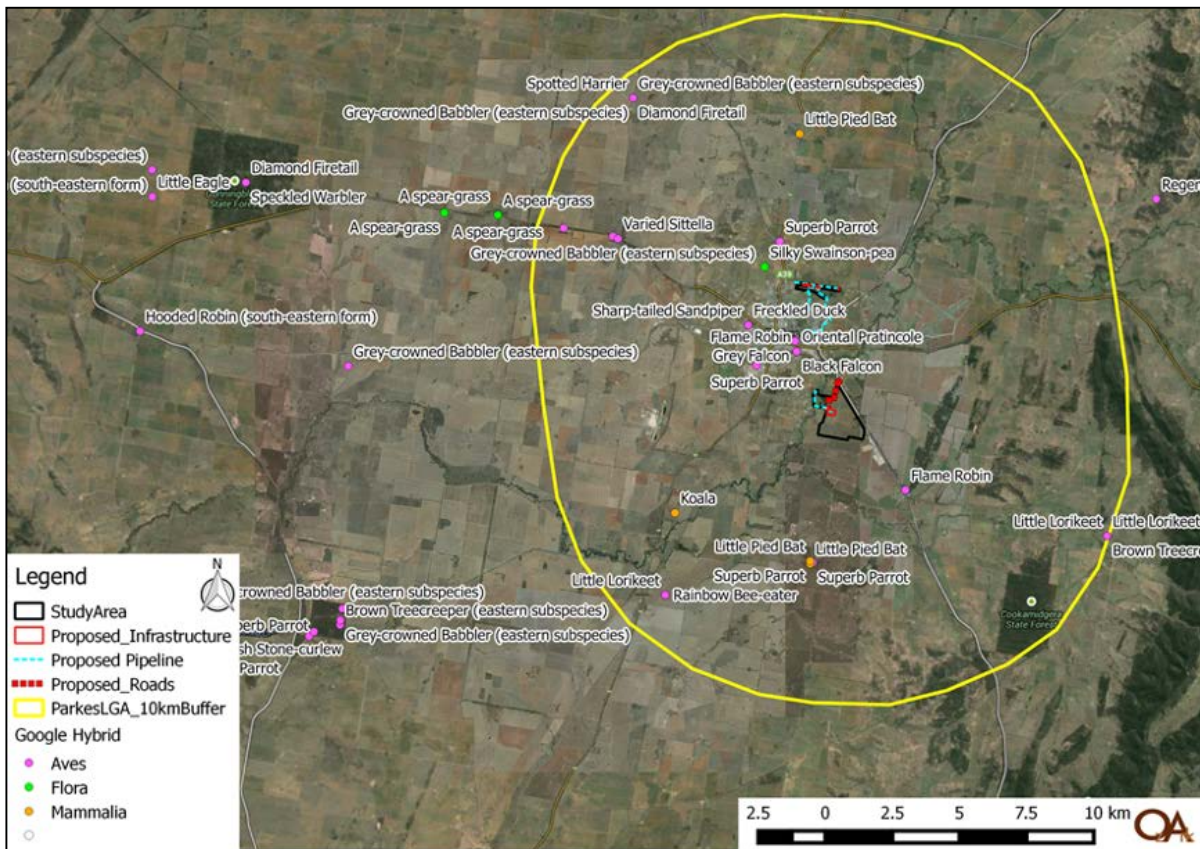 Spotted Harrier
Grey-crowned Babbler (eastern subspecies)
Grey-crowned Babbler (eastern subspecies)
Diamond Firetail
Little Pied Bat
(eastern subspecies)
Diamond Firetail
Little Eagle
(south-eastern form)
Speckled Warbler
State Forest
A spear-grass
A spear-grass
A spear-grass
A spear-grass
Varied Sittella
Superb Parrot
Grey-crowned Babbler (eastern subspecies)
Silky Swainson-pea
A39
Hooded Robin (south-eastern form)
Sharp-tailed Sandpiper
Freckled Duck
Flame Robin
Oriental Pratincole
Grey-crowned Babbler (eastern subspecies)
Grey Falcon
Black Falcon
Superb Parrot
Flame Robin
Koala
Little Lorikeet
Little Lorikeet
Little Pied Bat
Little Pied Bat
Superb Parrot
Superb Parrot
Little Lorikeet
Rainbow Bee-eater
Cookamidgera
State Forest
crowned Babbler (eastern subspecies)
Brown Treecreeper (eastern subspecies)
Parrot
Grey-crowned Babbler (eastern subspecies)
Stone-curlew
Parrot
Legend
N
StudyArea
Proposed_Infrastructure
Proposed Pipeline
Proposed_Roads
ParkesLGA_10kmBuffer
Google Hybrid
Aves
Flora
Mammalia
2.5 0 2.5 5 7.5 10 km